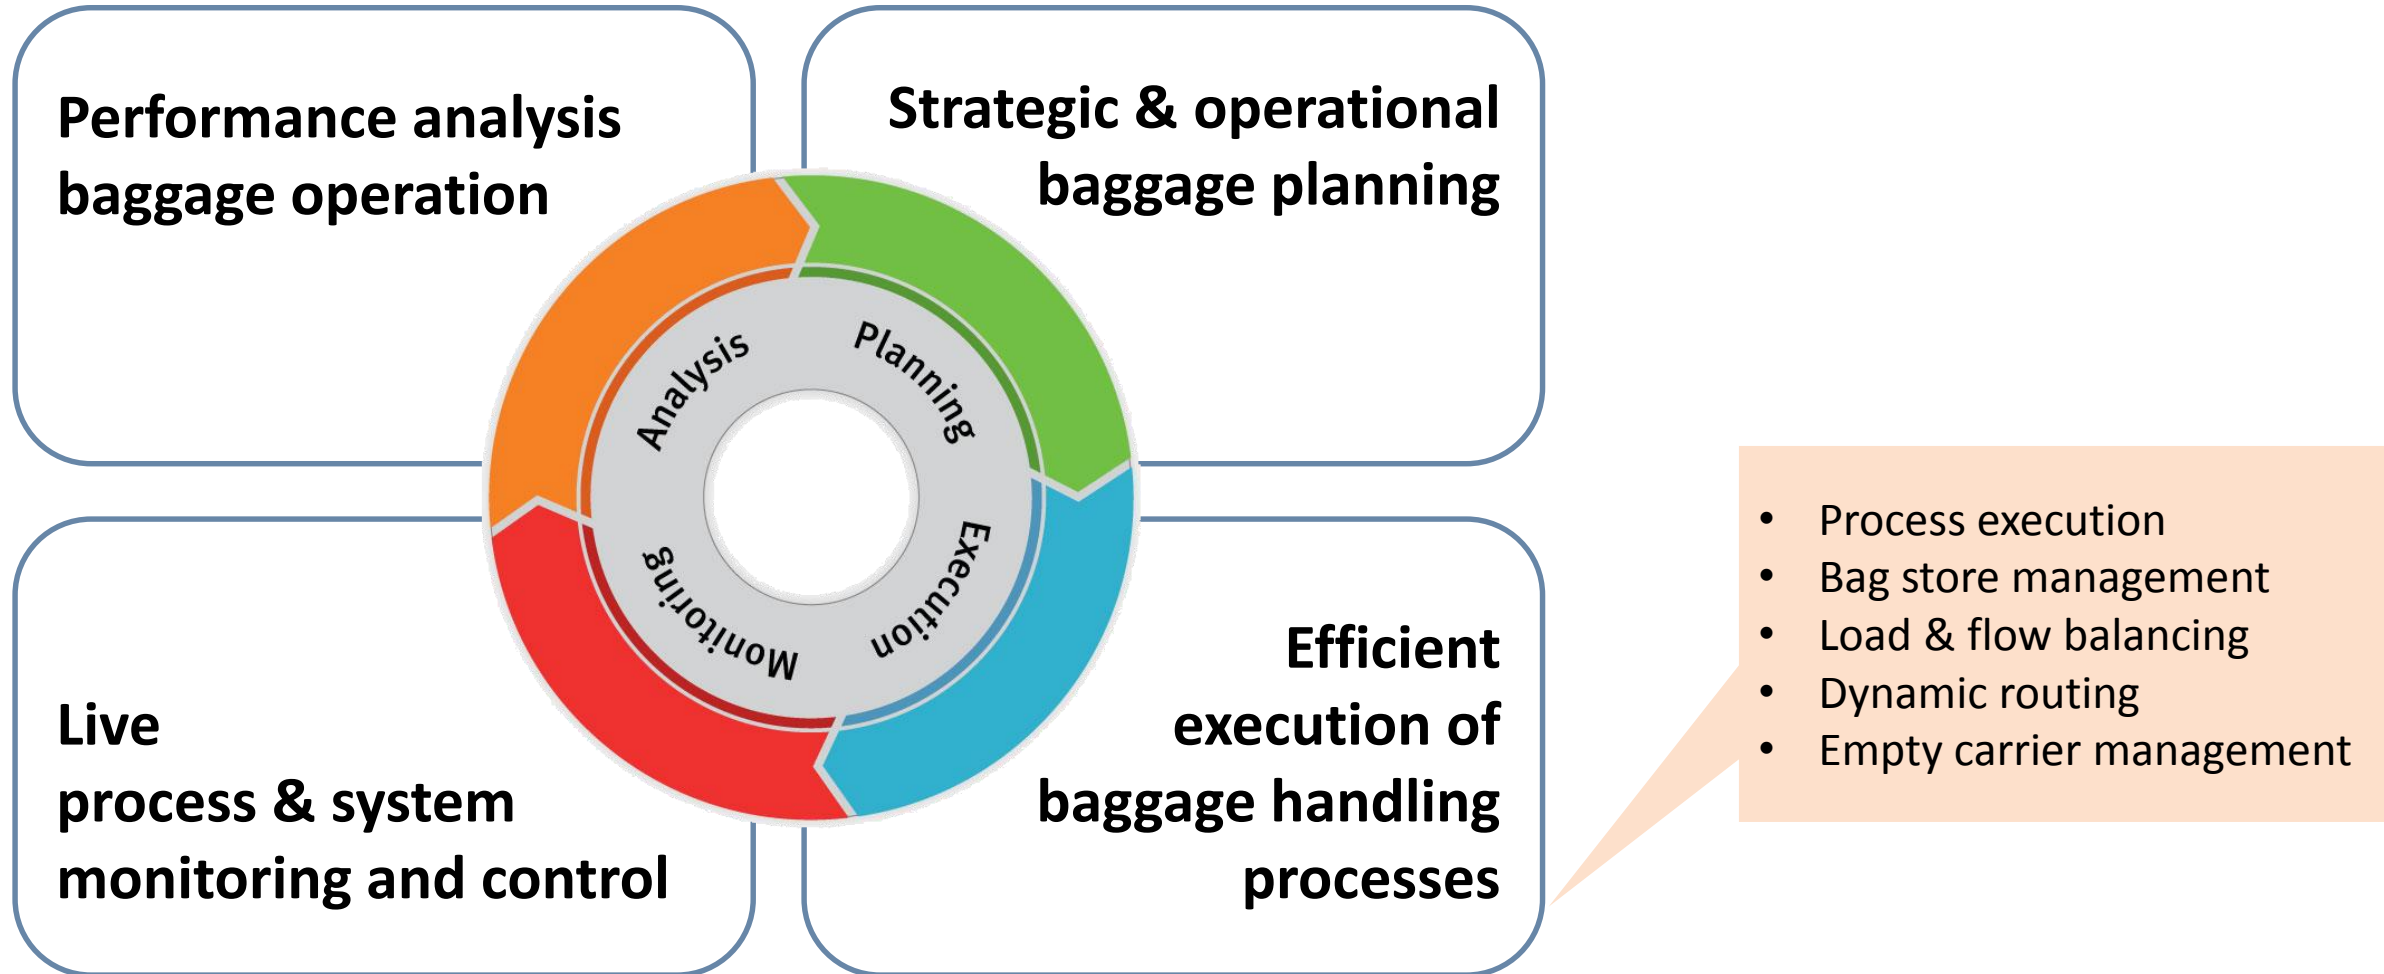 Performance analysis
baggage operation
Strategic & operational
baggage planning
Analysis
Planning
Execution
Monitoring
Live
process & system
monitoring and control
Efficient
execution of
baggage handling
processes
• Process execution
• Bag store management
• Load & flow balancing
• Dynamic routing
• Empty carrier management